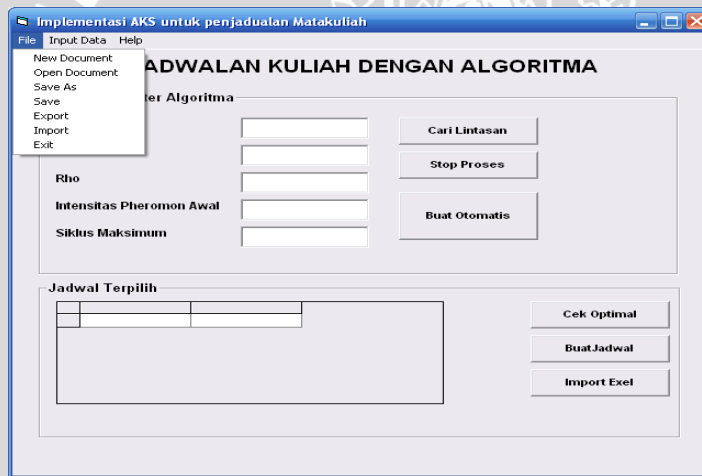 Implementasi AKS untuk penjadualan Matakuliah
File Input Data Help
New Document
Open Document
Save As
Save
Export
Import
Exit
ADWALAN KULIAH DENGAN ALGORITMA
ter Algoritma
Rho
Intensitas Pheromon Awal
Siklus Maksimum
Cari Lintasan
Stop Proses
Buat Otomatis
Jadwal Terpilih
Cek Optimal
BuatJadwal
Import Exel